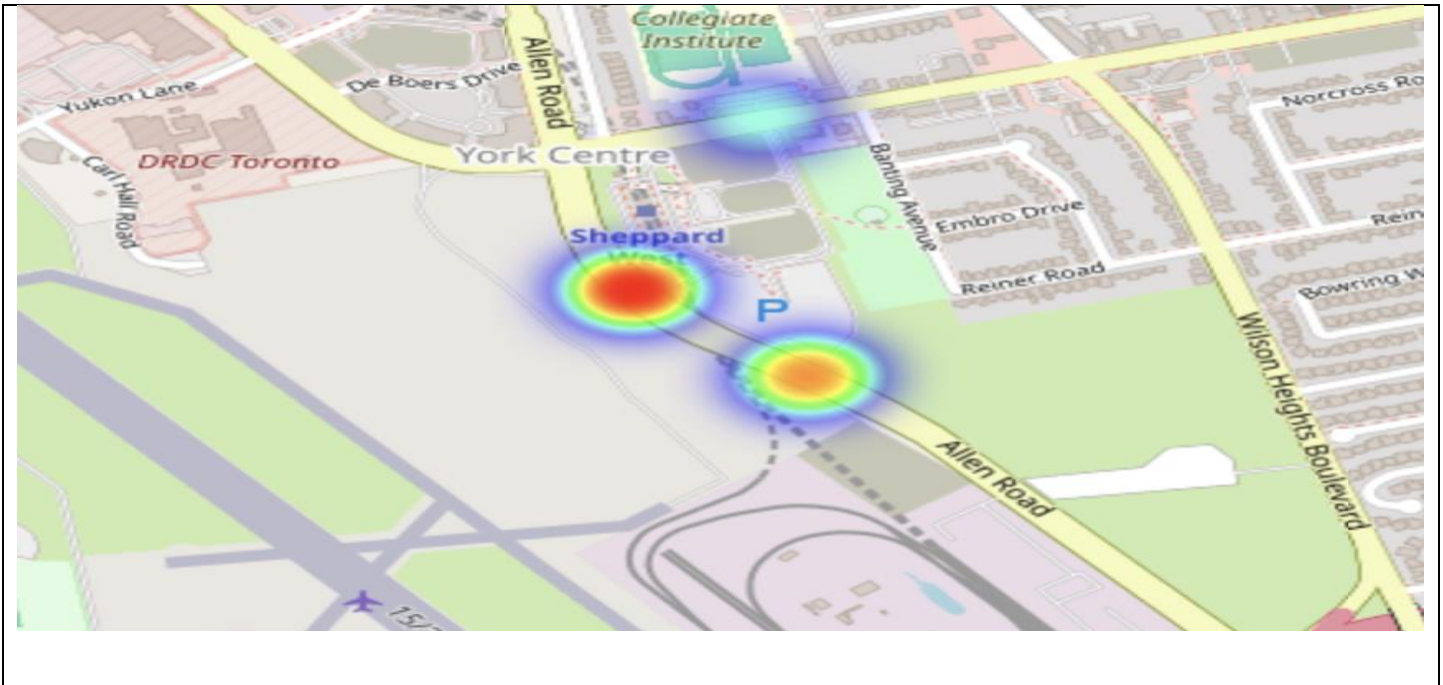 Collegiate
Institute
Allen Road
De Boers Drive
Yukon Lane
Norcross Ro
DRDC Toronto
York Centre
Carl Hall Road
Banting Avenue
Embro Drive
Rein
Sheppard
West
Reiner Road
Bowring W
P
Wilson Heights Boulevard
Allen Road
15/